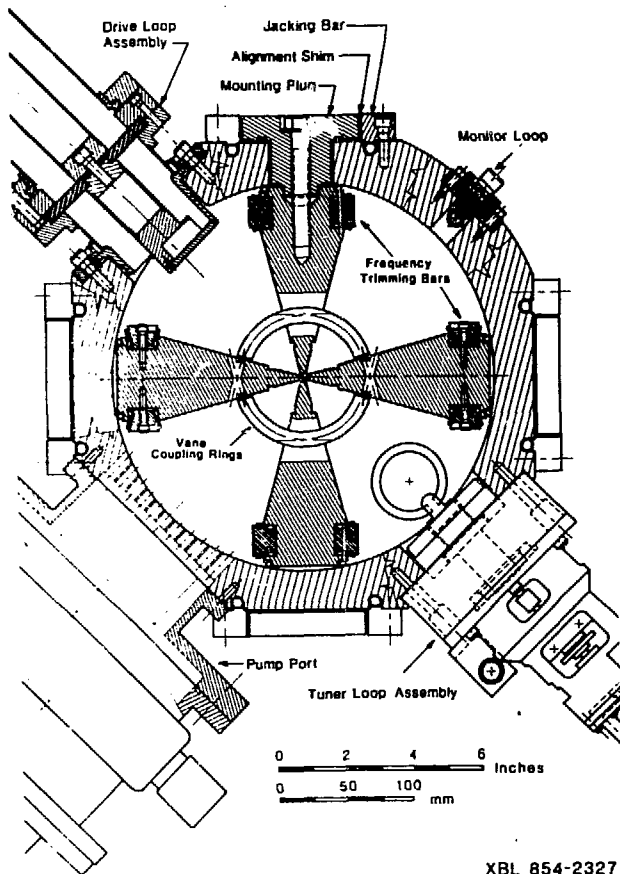 Drive Loop
Assembly
Jacking Bar
Alignment Shim
Mounting Plug
Monitor Loop
Frequency
Trimming Bars
Vane
Coupling Rings
Pump Port
Tuner Loop Assembly
0 2 4 6
Inches
0 50 100
mm
XBL 854-2327